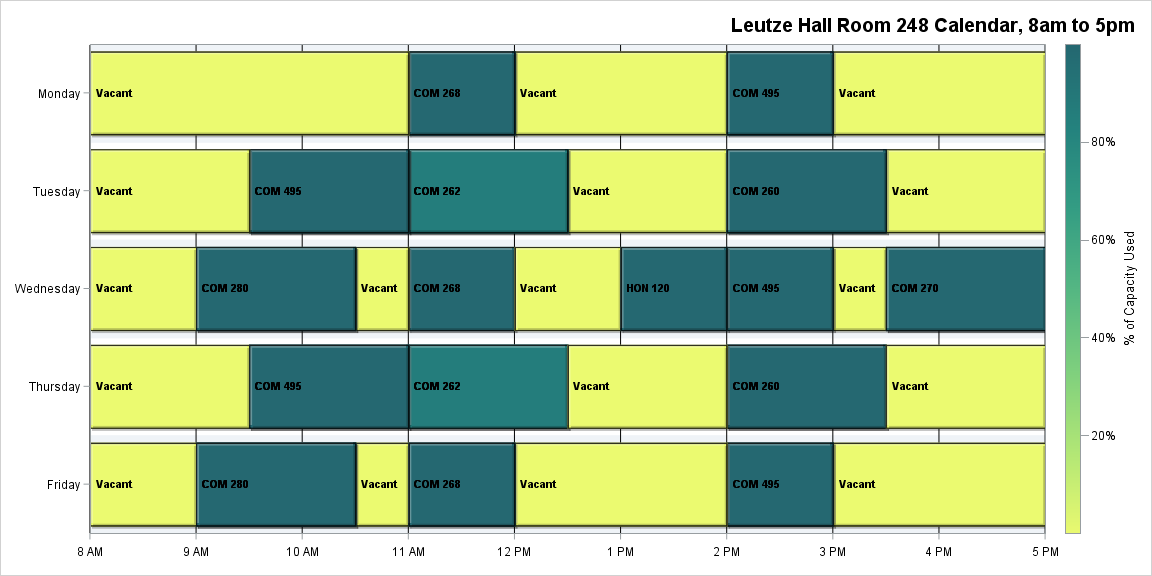 Leutze Hall Room 248 Calendar, 8am to 5pm
Monday
Vacant
COM 268
Vacant
COM 495
Vacant
Tuesday
Vacant
COM 495
COM 262
Vacant
COM 260
Vacant
Wednesday
Vacant
COM 280
Vacant
COM 268
Vacant
HON 120
COM 495
Vacant
COM 270
Thursday
Vacant
COM 495
COM 262
Vacant
COM 260
Vacant
Friday
Vacant
COM 280
Vacant
COM 268
Vacant
COM 495
Vacant
8 AM
9 AM
10 AM
11 AM
12 PM
1 PM
2 PM
3 PM
4 PM
5 PM
80%
60%
40%
20%
% of Capacity Used